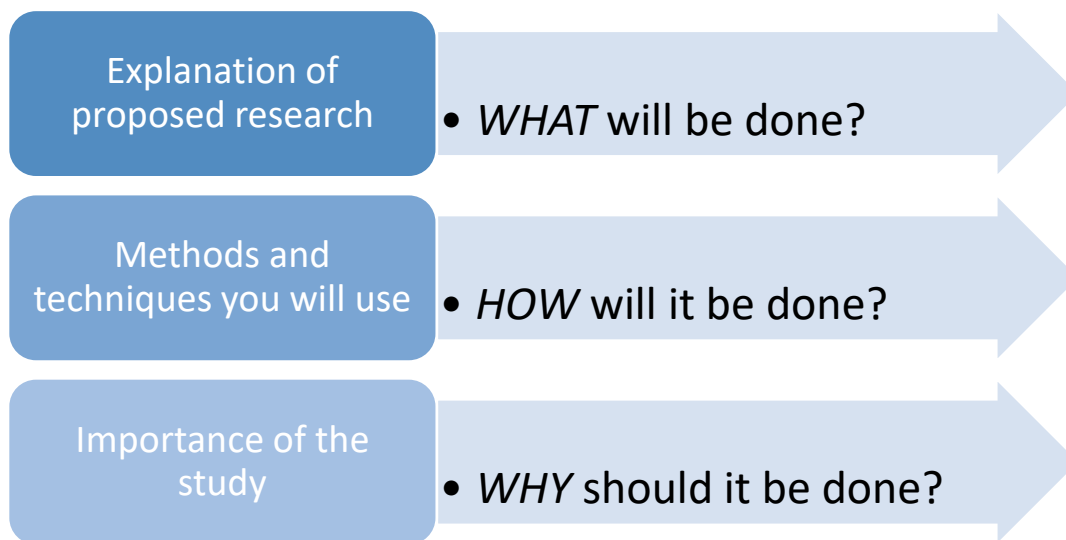 Explanation of
proposed research
• WHAT will be done?
Methods and
techniques you will use
• HOW will it be done?
Importance of the
study
• WHY should it be done?